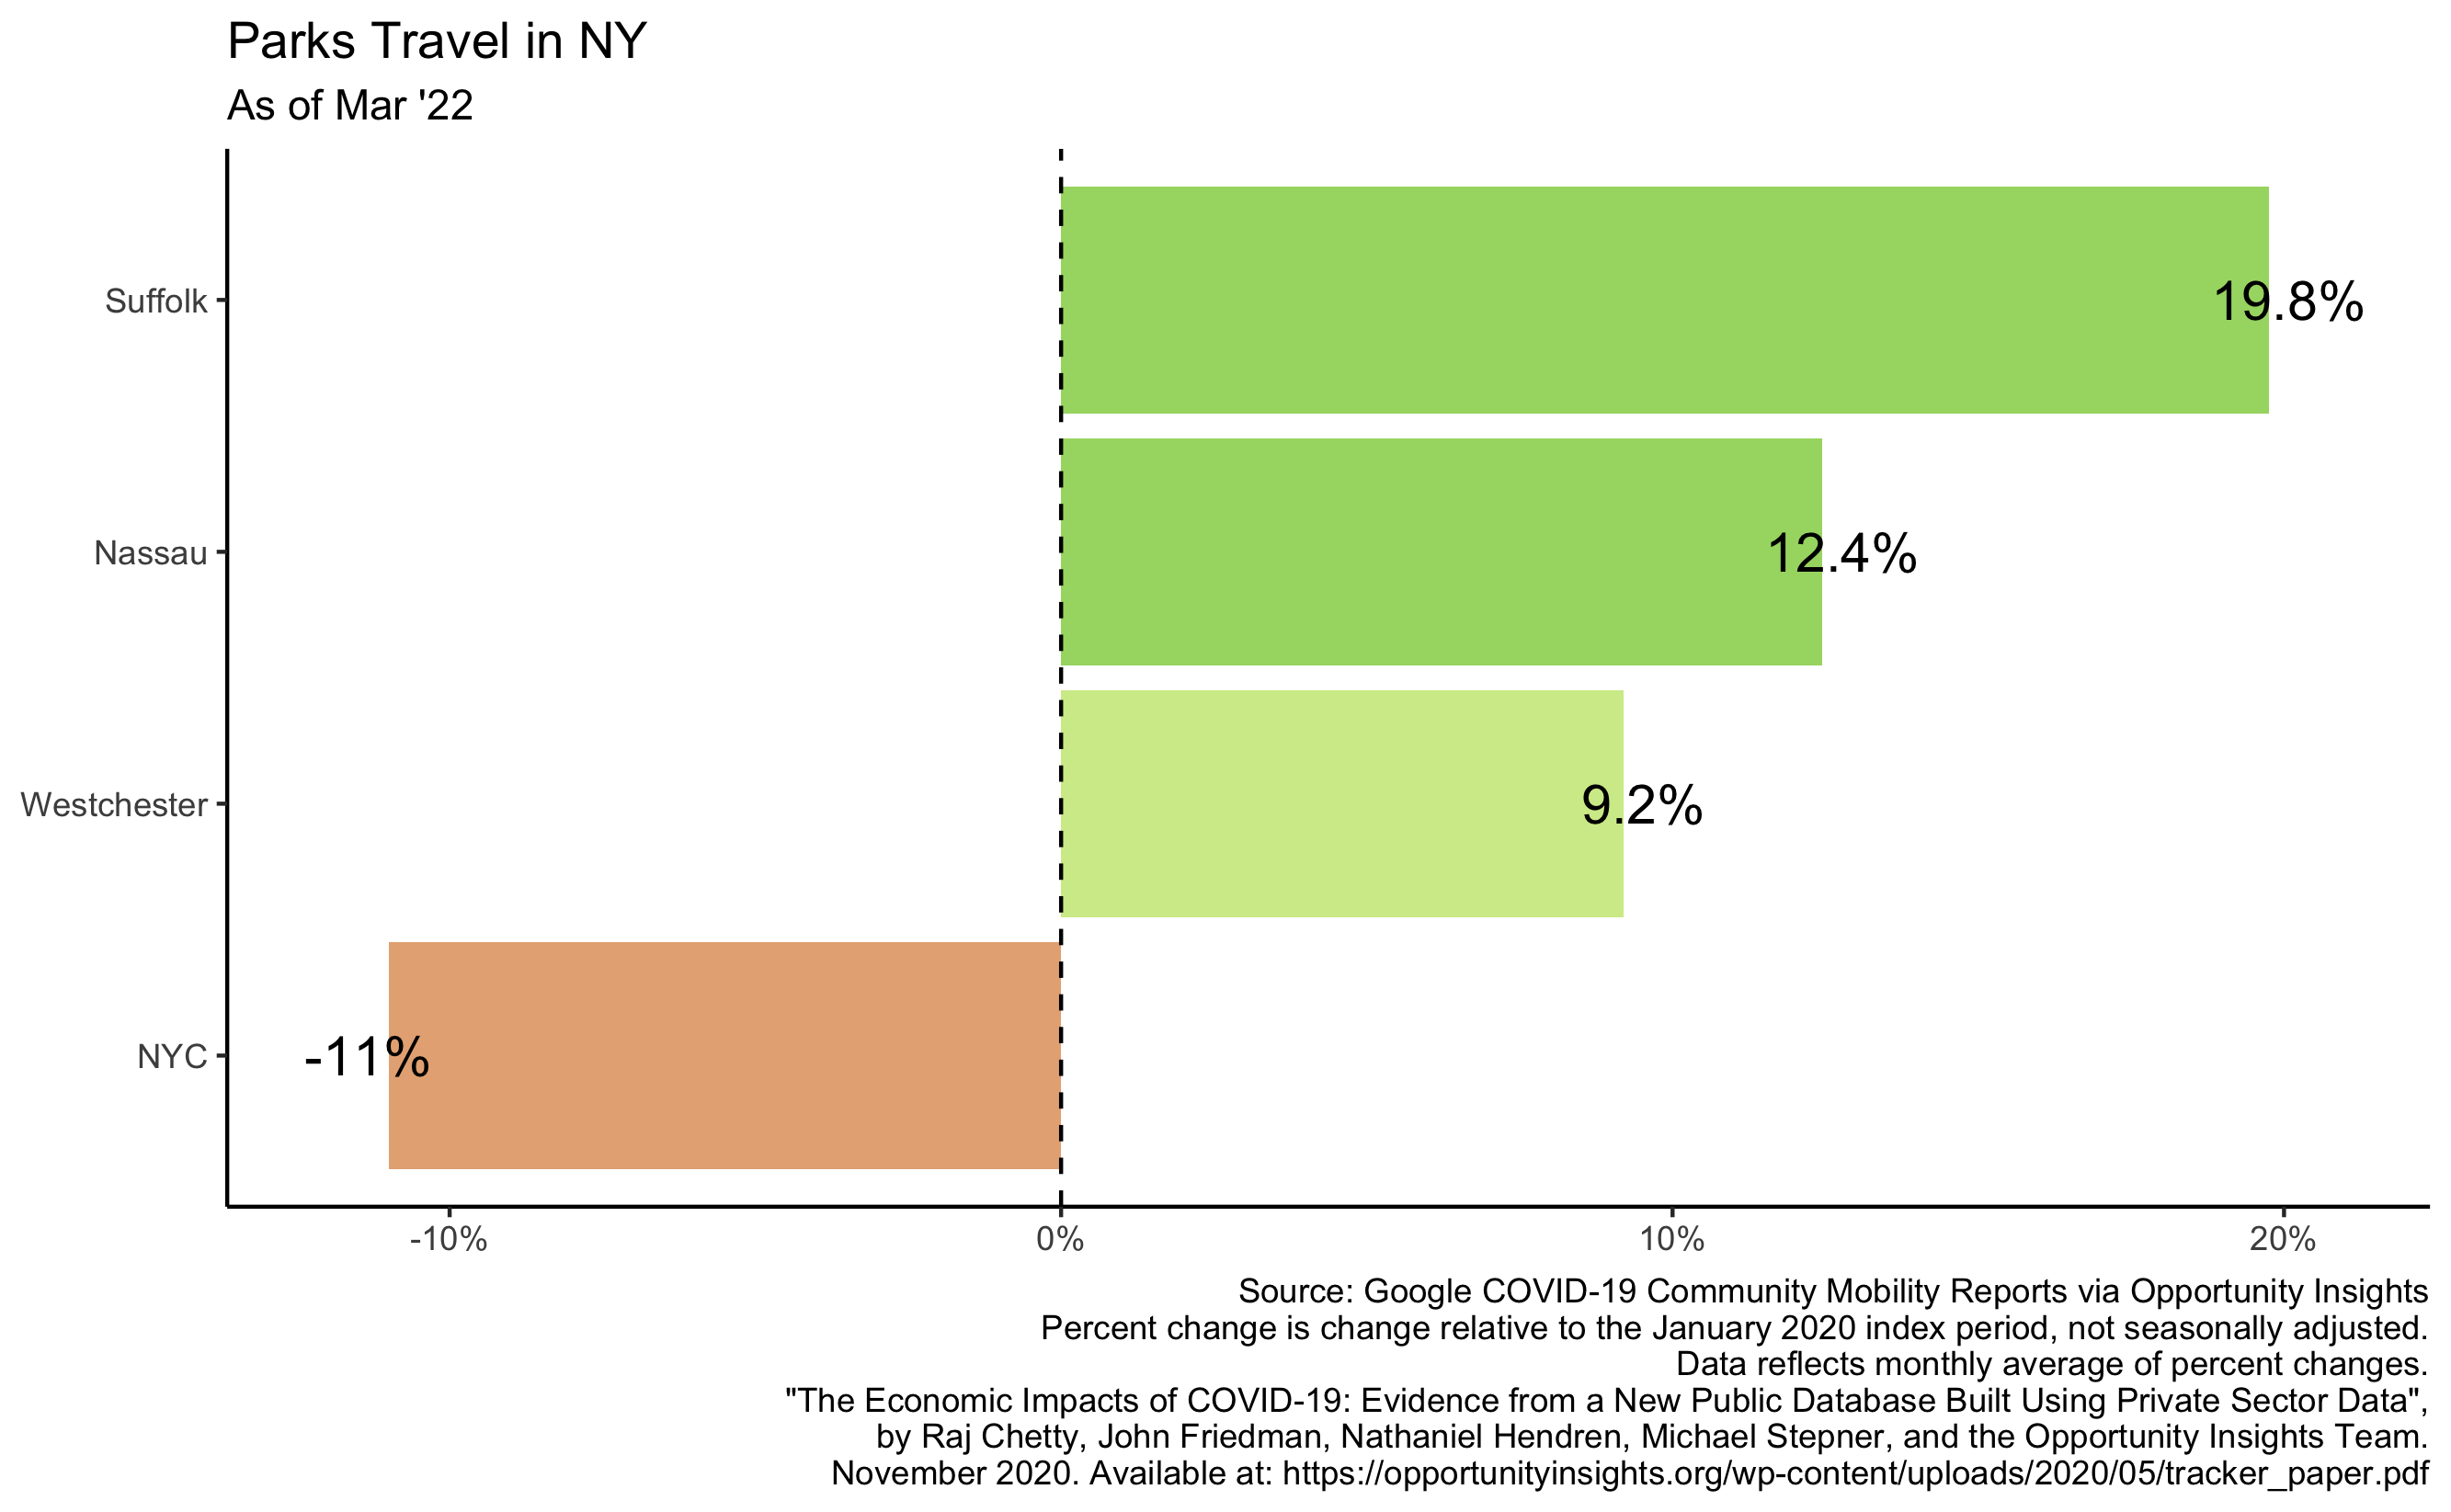 Parks Travel in NY
As of Mar '22
Suffolk
19.8%
Nassau
12.4%
Westchester
9.2%
NYC
-11%
-10%
0%
10%
20%
Source: Google COVID-19 Community Mobility Reports via Opportunity Insights
Percent change is change relative to the January 2020 index period, not seasonally adjusted.
Data reflects monthly average of percent changes.
"The Economic Impacts of COVID-19: Evidence from a New Public Database Built Using Private Sector Data",
by Raj Chetty, John Friedman, Nathaniel Hendren, Michael Stepner, and the Opportunity Insights Team.
November 2020. Available at: https://opportunityinsights.org/wp-content/uploads/2020/05/tracker_paper.pdf